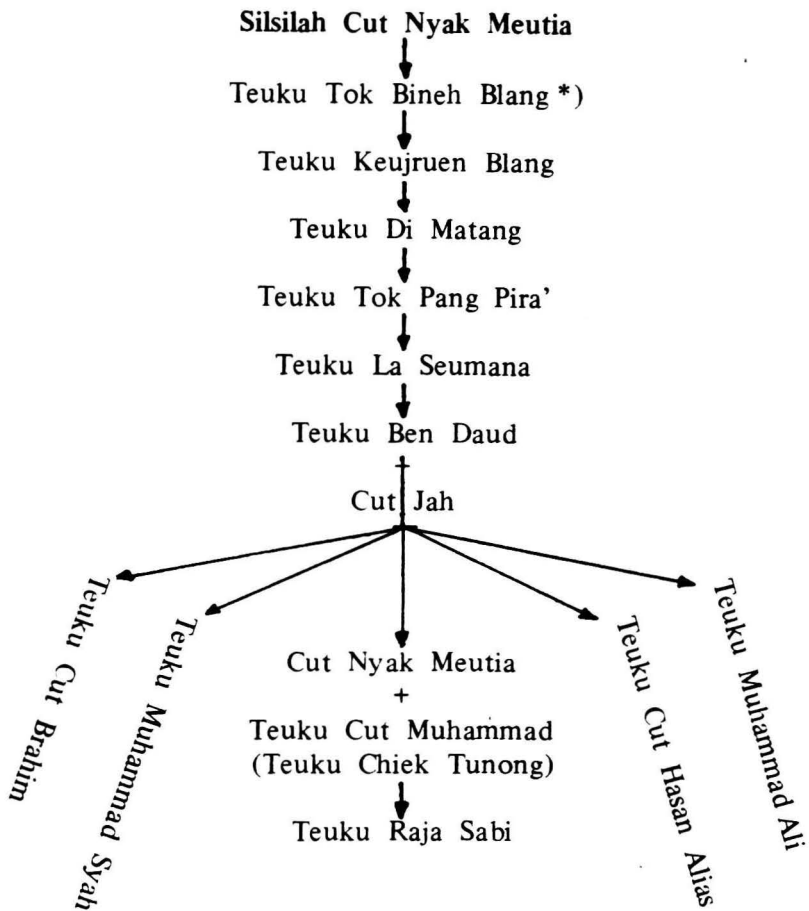 Silsilah Cut Nyak Meutia
Teuku Tok Bineh Blang *)
Teuku Keujruen Blang
Teuku Di Matang
Teuku Tok Pang Pira'
Teuku La Seumana
Teuku Ben Daud
+
Cut Jah
Teuku Cut Brahim
Teuku Muhammad Syah
Cut Nyak Meutia
+
Teuku Cut Muhammad
(Teuku Chiek Tunong)
Teuku Raja Sabi
Teuku Cut Hasan Alias
Teuku Muhammad Ali